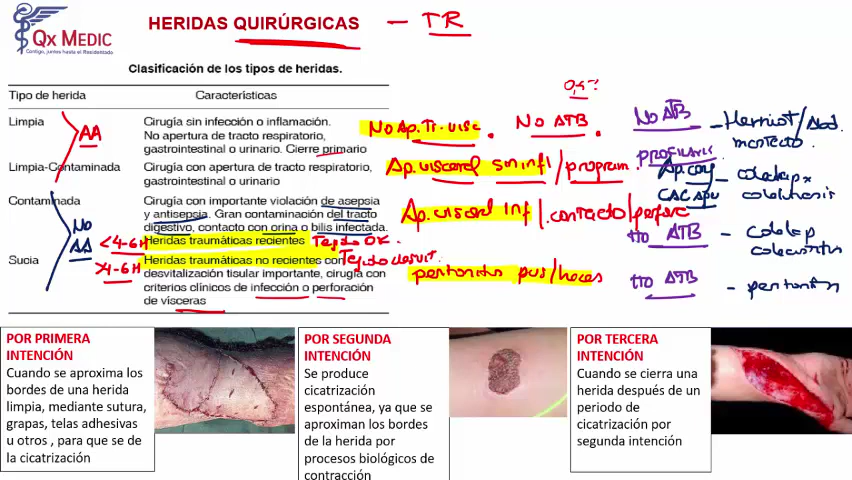 Qx MEDIC
Contigo, juntos hasta el Residentado
HERIDAS QUIRÚRGICAS - TR
Clasificación de los tipos de heridas.
Tipo de herida Características
Limpia
Cirugía sin infección o inflamación.
No apertura de tracto respiratorio,
gastrointestinal o urinario. Cierre primario
AA
No Ap. Tr. visc.
No ATB.
0,5?
No ATB
Limpia-Contaminada
Cirugía con apertura de tracto respiratorio,
gastrointestinal o urinario
Ap. visceral sin infl / program.
PROFILAXIS
Contaminada
Cirugía con importante violación de asepsia
y antisepsia. Gran contaminación del tracto
digestivo, contacto con orina o bilis infectada.
Heridas traumáticas recientes
No
AA
<4-6H
Tejido OK.
Ap. visceral inf / contacto / perfora
tto ATB
Sucia
Heridas traumáticas no recientes con
desvitalización tisular importante, cirugía con
criterios clínicos de infección o perforación
de vísceras
>4-6H
Tejido desvit.
peritonitis pus/heces
tto ATB - peritonitis
POR PRIMERA
INTENCIÓN
Cuando se aproxima los
bordes de una herida
limpia, mediante sutura,
grapas, telas adhesivas
u otros , para que se de
la cicatrización
POR SEGUNDA
INTENCIÓN
Se produce
cicatrización
espontánea, ya que se
aproximan los bordes
de la herida por
procesos biológicos de
contracción
POR TERCERA
INTENCIÓN
Cuando se cierra una
herida después de un
periodo de
cicatrización por
segunda intención